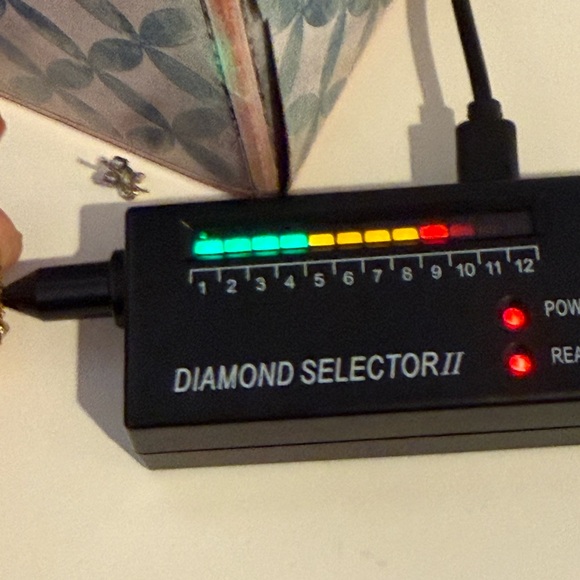 1 2 3 4 5 6 7 8 9 10 11 12
POW
REA
DIAMOND SELECTOR II